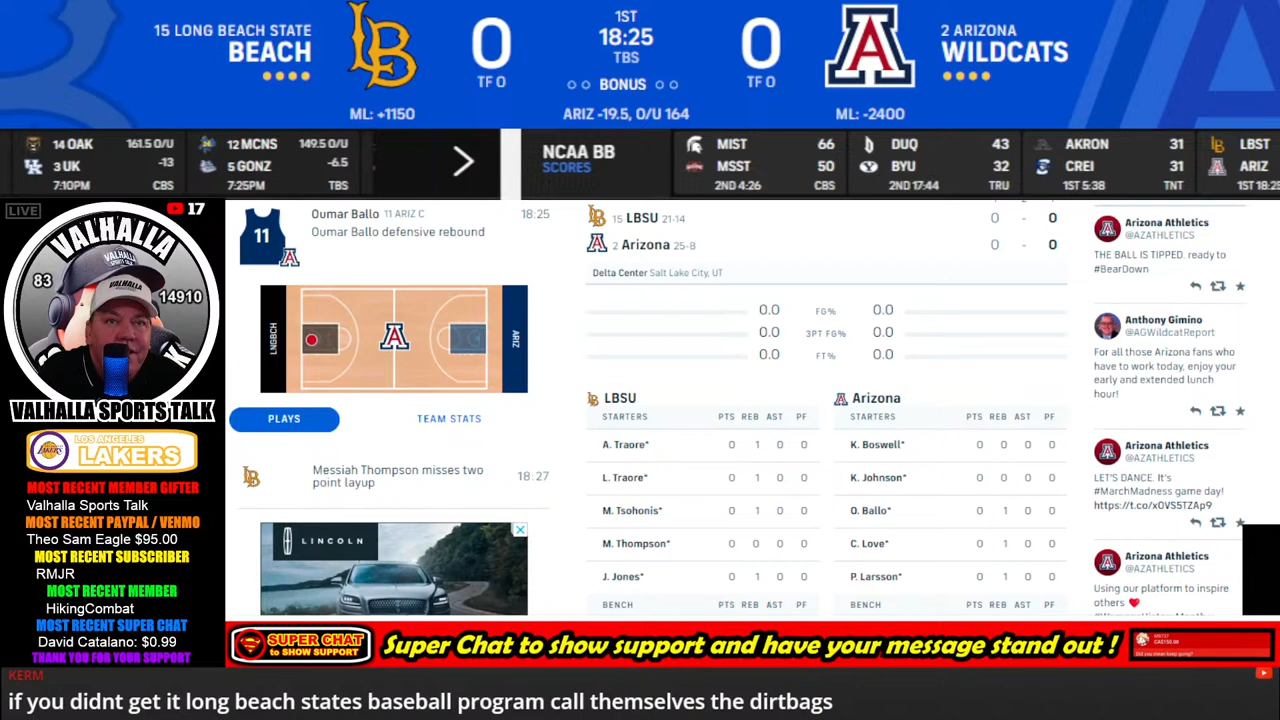 15 LONG BEACH STATE
BEACH
LB
0
TF 0
1ST
18:25
TBS
BONUS
0
TF 0
A
2 ARIZONA
WILDCATS
ML: +1150
ARIZ -19.5, O/U 164
ML: -2400
14 OAK 161.5 O/U
3 UK -13
7:10PM CBS
12 MCNS 149.5 O/U
5 GONZ -6.5
7:25PM TBS
NCAA BB
SCORES
MIST 66
MSST 50
2ND 4:26 CBS
DUQ 43
BYU 32
2ND 17:44 TRU
AKRON 31
CREI 31
1ST 5:38 TNT
LBST
ARIZ
1ST 18:2
LIVE
17
VALHALLA
83
14910
VALHALLA SPORTS TALK
LOS ANGELES
LAKERS
MOST RECENT MEMBER GIFTER
Valhalla Sports Talk
MOST RECENT PAYPAL / VENMO
Theo Sam Eagle $95.00
MOST RECENT SUBSCRIBER
RMJR
MOST RECENT MEMBER
HikingCombat
MOST RECENT SUPER CHAT
David Catalano: $0.99
THANK YOU FOR YOUR SUPPORT
11
Oumar Ballo 11 ARIZ C 18:25
Oumar Ballo defensive rebound
LNGBCH
A
ARIZ
PLAYS
TEAM STATS
Messiah Thompson misses two
point layup
18:27
LINCOLN
15 LBSU 21-14 0 - 0
2 Arizona 25-8 0 - 0
Delta Center Salt Lake City, UT
0.0 FG% 0.0
0.0 3PT FG% 0.0
0.0 FT% 0.0
LBSU
STARTERS PTS REB AST PF
A. Traore* 0 1 0 0
L. Traore* 0 1 0 0
M. Tsohonis* 0 1 0 0
M. Thompson* 0 0 0 0
J. Jones* 0 1 0 0
BENCH PTS REB AST PF
Arizona
STARTERS PTS REB AST PF
K. Boswell* 0 0 0 0
K. Johnson* 0 0 0 0
O. Ballo* 0 1 0 0
C. Love* 0 1 0 0
P. Larsson* 0 1 0 0
BENCH PTS REB AST PF
Arizona Athletics
@AZATHLETICS
THE BALL IS TIPPED. ready to
#BearDown
Anthony Gimino
@AGWildcatReport
For all those Arizona fans who
have to work today, enjoy your
early and extended lunch
hour!
Arizona Athletics
@AZATHLETICS
LET'S DANCE. It's
#MarchMadness game day!
https://t.co/xOVS5TZAp9
Arizona Athletics
@AZATHLETICS
Using our platform to inspire
others
SUPER CHAT
to SHOW SUPPORT
Super Chat to show support and have your message stand out !
KERM
if you didnt get it long beach states baseball program call themselves the dirtbags